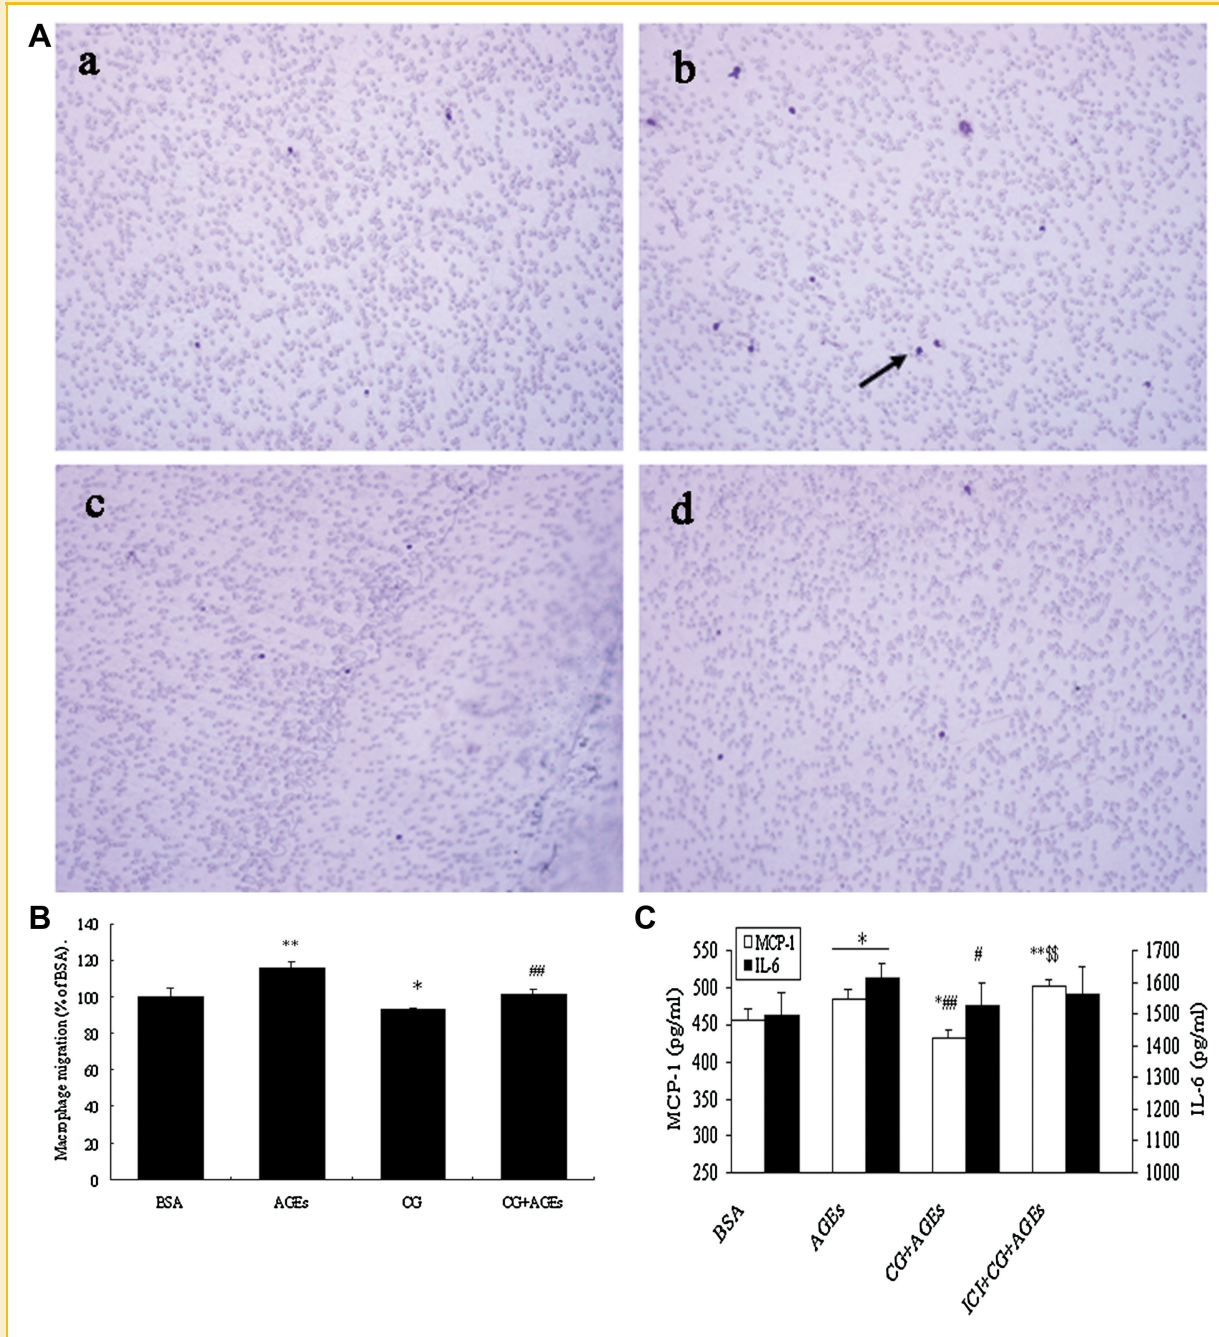 A
a
b
c
d
B
Macrophage migration (% of BSA).
140
120
100
80
60
40
20
0
**
*
##
BSA
AGEs
CG
CG+AGEs
C
MCP-1 (pg/ml)
550
500
450
400
350
300
250
MCP-1
IL-6
*
*##
#
**$$
1700
1600
1500
1400
1300
1200
1100
1000
IL-6 (pg/ml)
BSA
AGEs
CG+AGEs
ICI+CG+AGEs